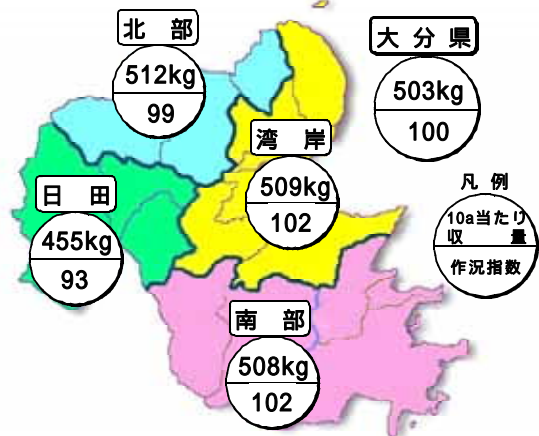 北部
512kg
99
大分県
503kg
100
湾岸
509kg
102
日田
455kg
93
凡例
10a当たり
収量
作況指数
南部
508kg
102